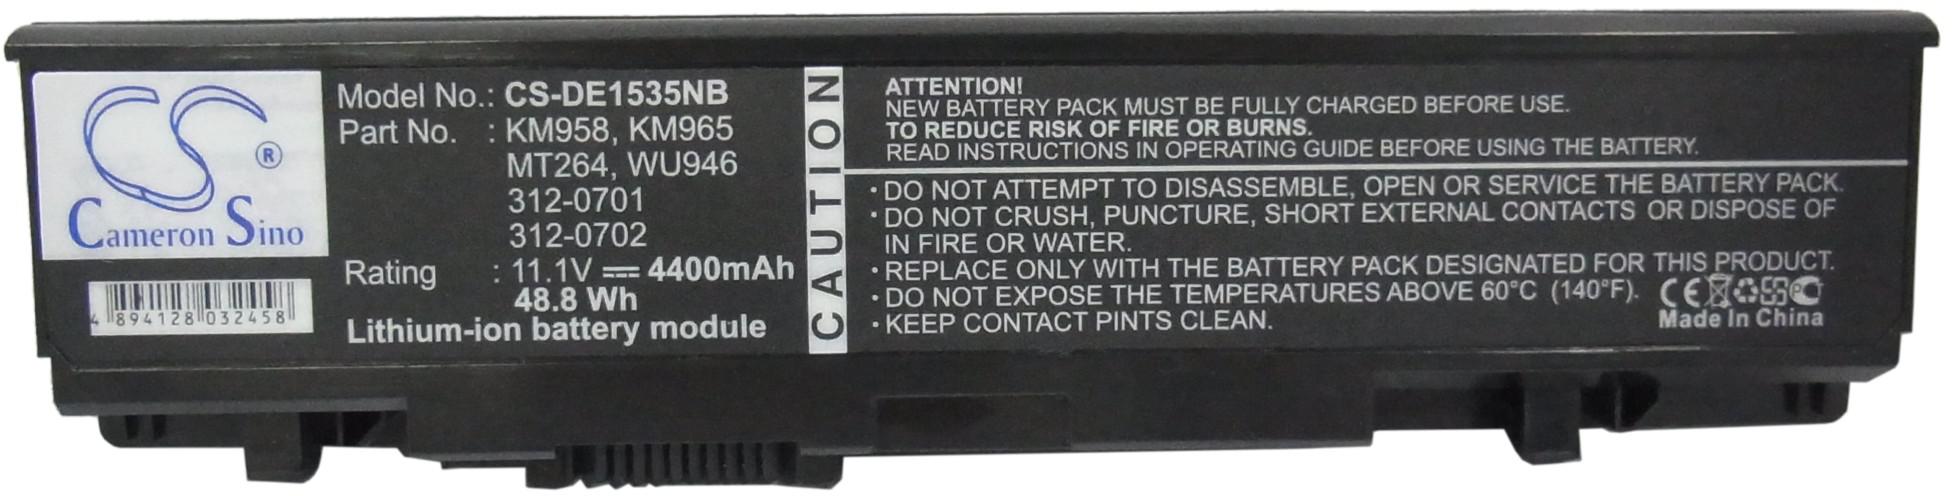 CS ®
Cameron Sino
4 894128 032458
Model No.: CS-DE1535NB
Part No. : KM958, KM965
MT264, WU946
312-0701
312-0702
Rating : 11.1V 4400mAh
48.8 Wh
Lithium-ion battery module
CAUTION
ATTENTION!
NEW BATTERY PACK MUST BE FULLY CHARGED BEFORE USE.
TO REDUCE RISK OF FIRE OR BURNS.
READ INSTRUCTIONS IN OPERATING GUIDE BEFORE USING THE BATTERY.
• DO NOT ATTEMPT TO DISASSEMBLE, OPEN OR SERVICE THE BATTERY PACK.
• DO NOT CRUSH, PUNCTURE, SHORT EXTERNAL CONTACTS OR DISPOSE OF
IN FIRE OR WATER.
• REPLACE ONLY WITH THE BATTERY PACK DESIGNATED FOR THIS PRODUCT.
• DO NOT EXPOSE THE TEMPERATURES ABOVE 60°C (140°F).
• KEEP CONTACT PINTS CLEAN.
CE
Made In China